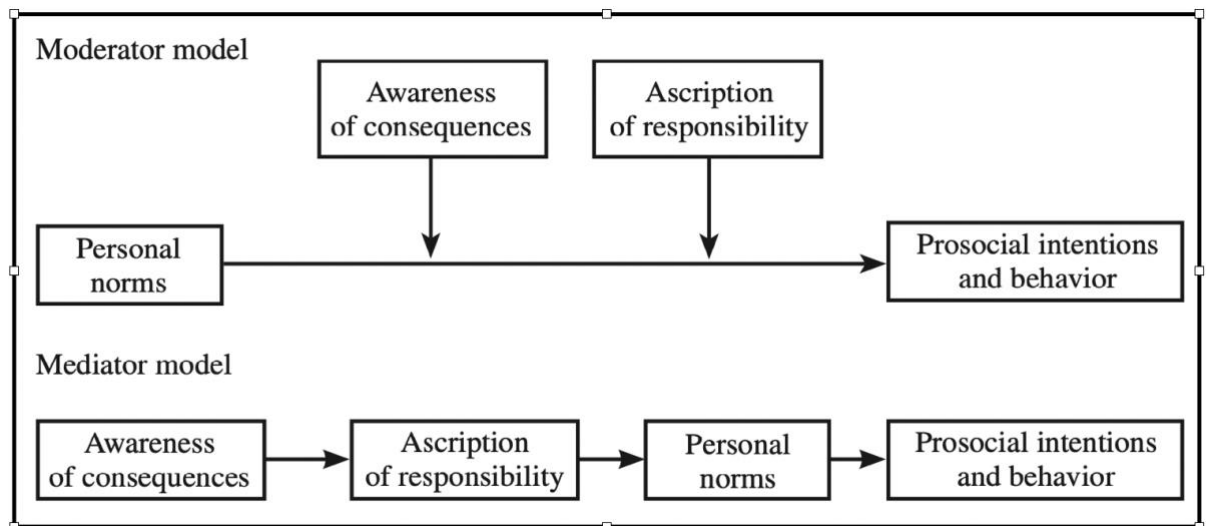 Moderator model
Awareness
of consequences
Ascription
of responsibility
Personal
norms
Prosocial intentions
and behavior
Mediator model
Awareness
of consequences
Ascription
of responsibility
Personal
norms
Prosocial intentions
and behavior